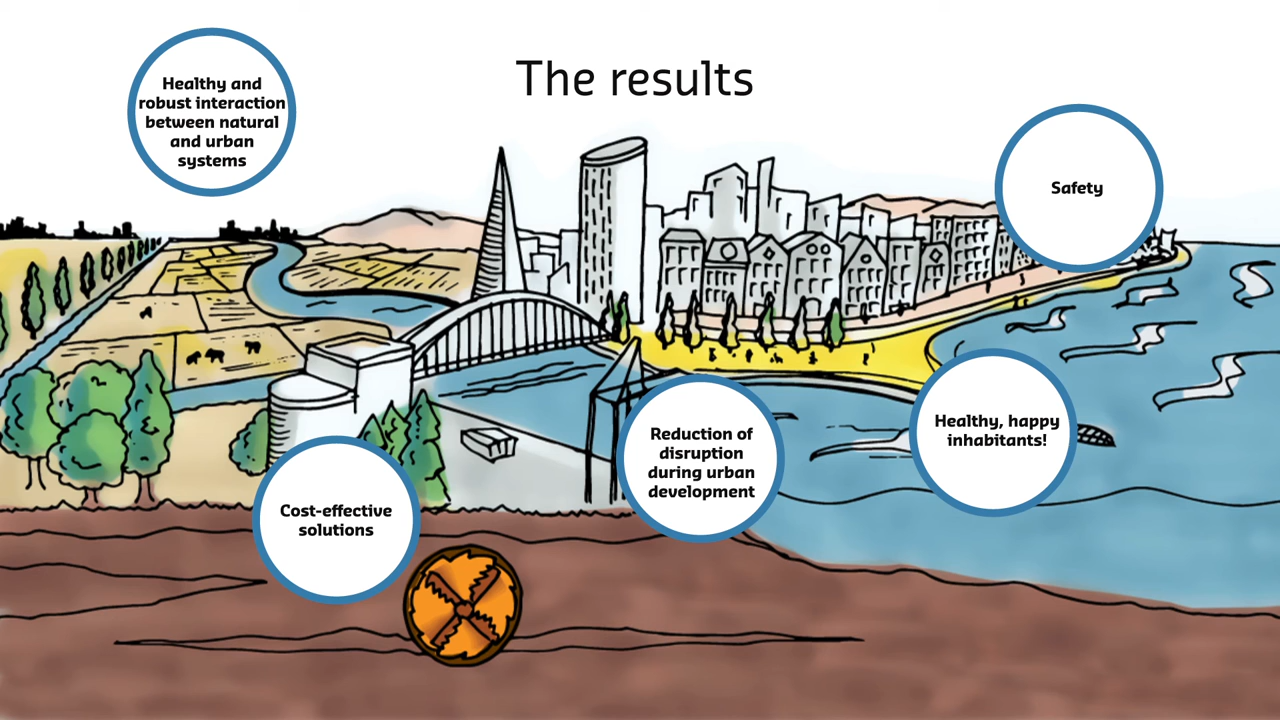 The results
Healthy and
robust interaction
between natural
and urban
systems
Safety
Healthy, happy
inhabitants!
Reduction of
disruption
during urban
development
Cost-effective
solutions